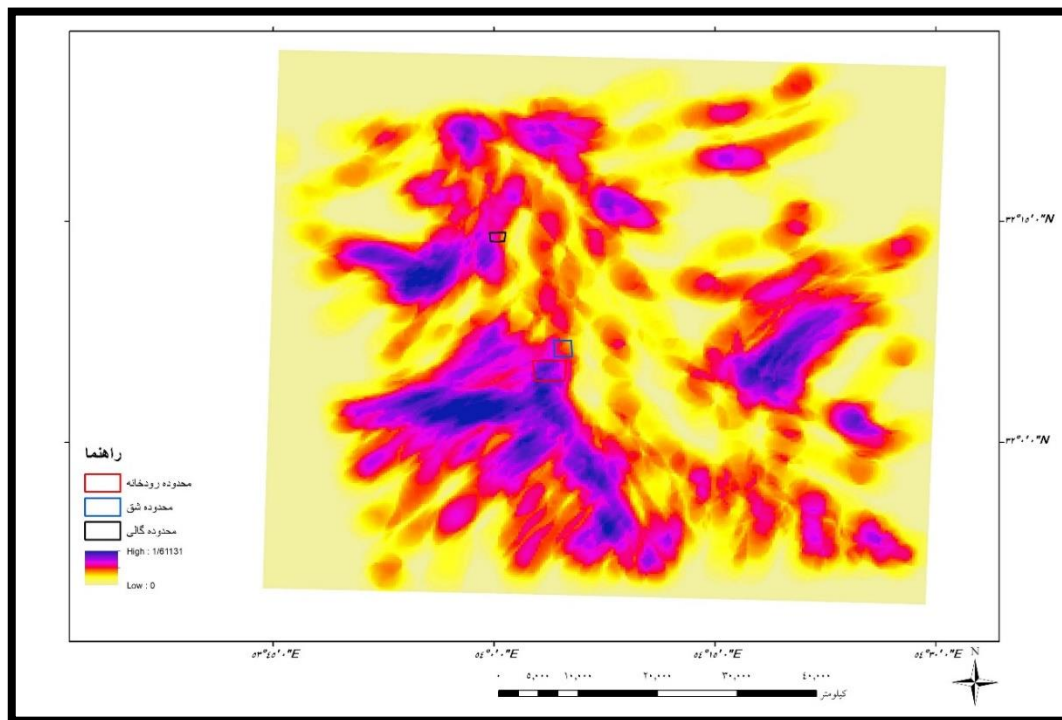 ۳۲°۱۵'۰"N
۳۲°۰'۰"N
راهنما
محدوده رودخانه
محدوده شق
محدوده گالی
High : 1/61131
Low : 0
۵۳°۴۵'۰"E
۵۴°۰'۰"E
۵۴°۱۵'۰"E
۵۴°۳۰'۰"E
N
۰ ۵,۰۰۰ ۱۰,۰۰۰ ۲۰,۰۰۰ ۳۰,۰۰۰ ۴۰,۰۰۰
کیلومتر